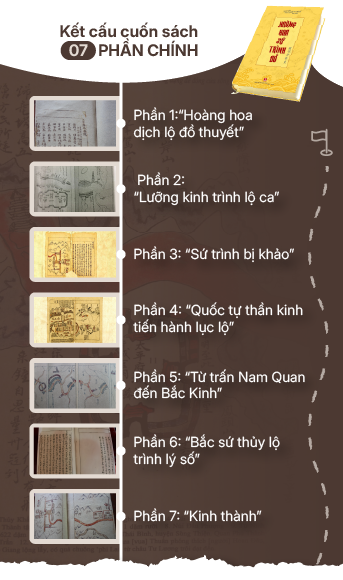 Kết cấu cuốn sách
07 PHẦN CHÍNH
HOÀNG
HOA
SỨ
TRÌNH
ĐỒ
Phần 1:“Hoàng hoa
dịch lộ đồ thuyết”
Phần 2:
“Lưỡng kinh trình lộ ca”
Phần 3: “Sứ trình bị khảo”
Phần 4: “Quốc tự thần kinh
tiến hành lục lộ”
Phần 5: “Từ trấn Nam Quan
đến Bắc Kinh”
Phần 6: “Bắc sứ thủy lộ
trình lý số”
Phần 7: “Kinh thành”